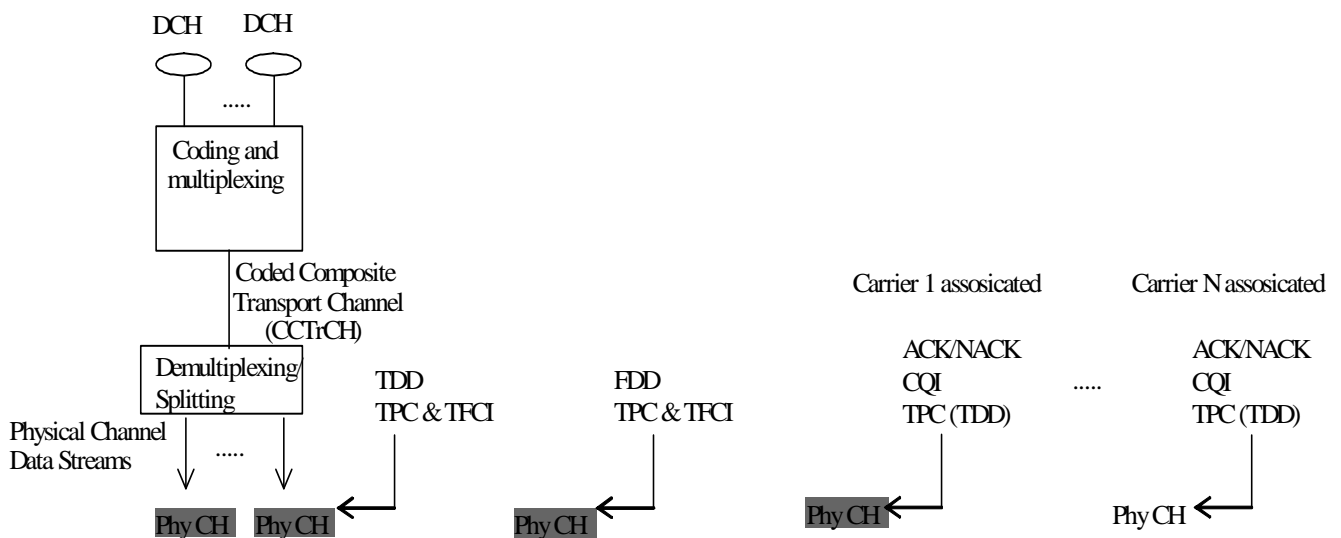 DCH DCH
.....
Coding and
multiplexing
Coded Composite
Transport Channel
(CCTrCH)
Demultiplexing/
Splitting
Physical Channel
Data Streams
.....
Phy CH Phy CH
TDD
TPC & TFCI
FDD
TPC & TFCI
Phy CH
Carrier 1 assosicated
ACK/NACK
CQI
TPC (TDD)
Phy CH
.....
Carrier N assosicated
ACK/NACK
CQI
TPC (TDD)
Phy CH